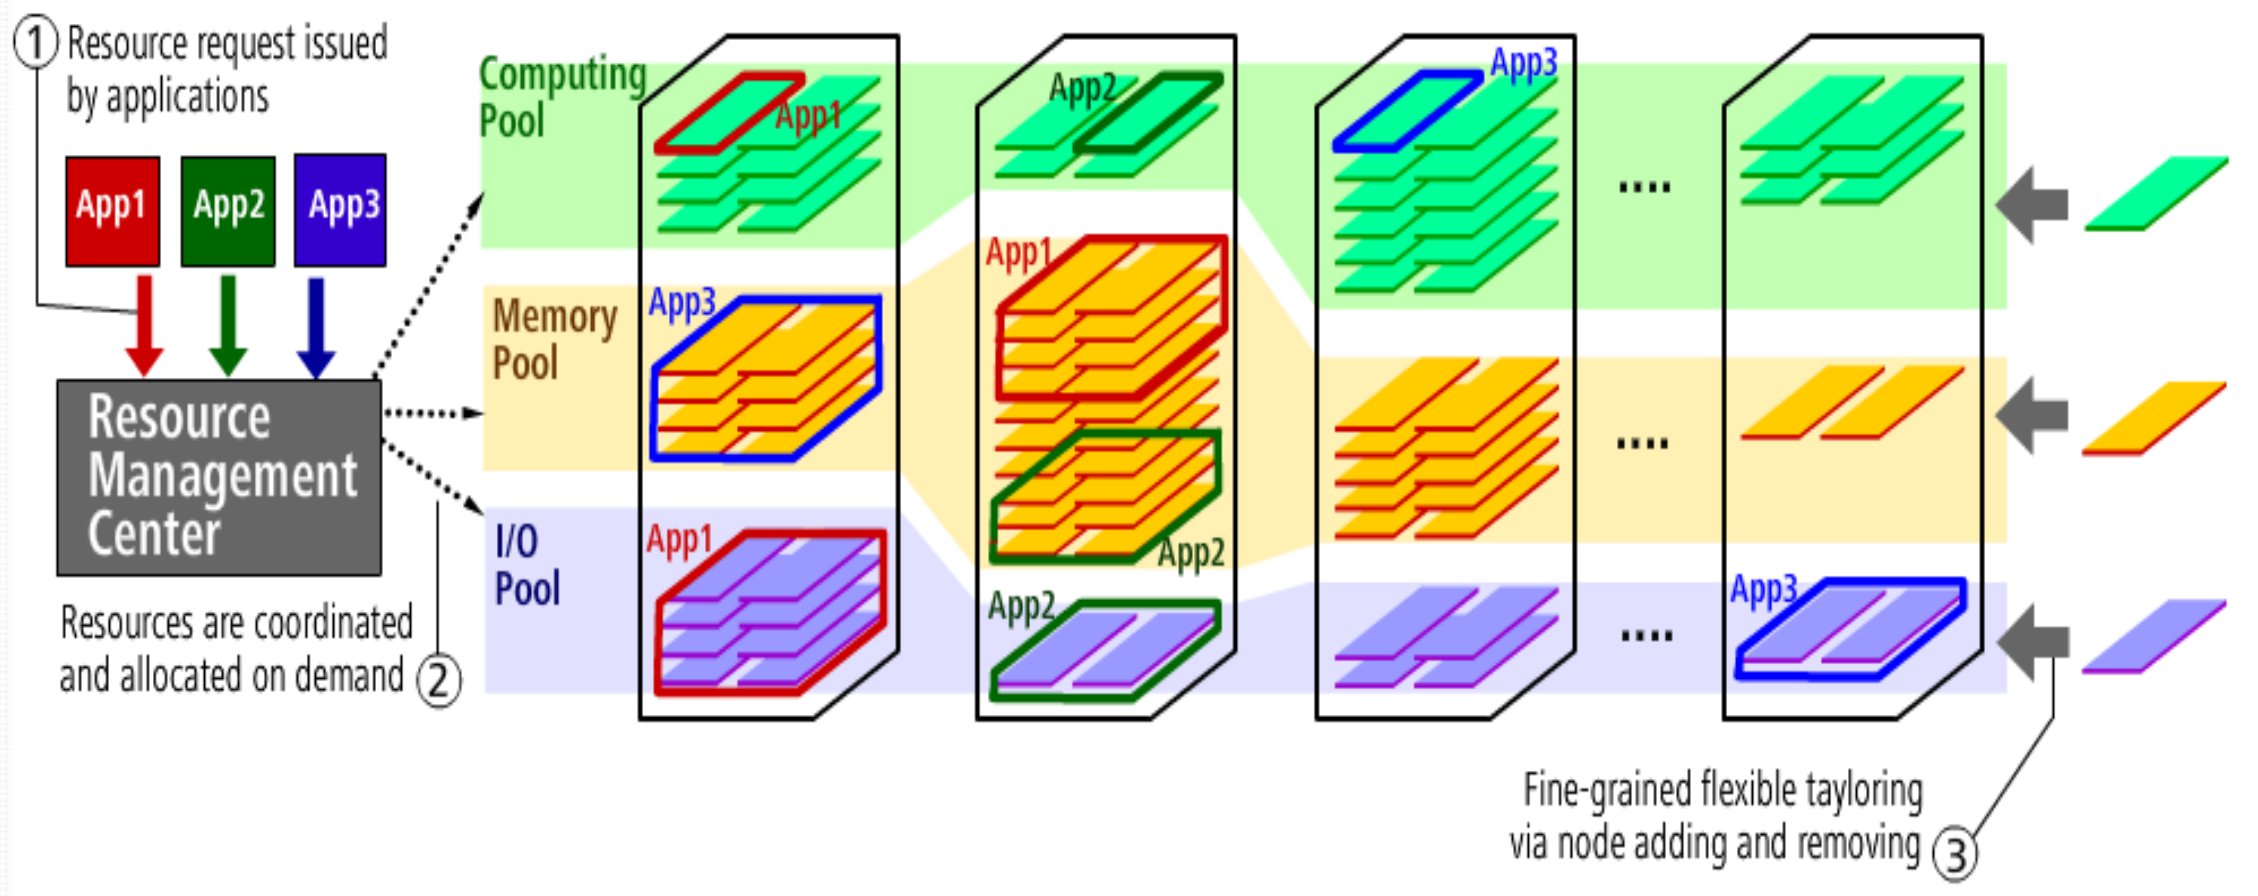 ① Resource request issued
by applications
App1
App2
App3
Resource
Management
Center
Resources are coordinated
and allocated on demand ②
Computing
Pool
App1
App2
App3
....
Memory
Pool
App3
App1
App2
....
I/O
Pool
App1
App2
....
App3
Fine-grained flexible tayloring
via node adding and removing ③